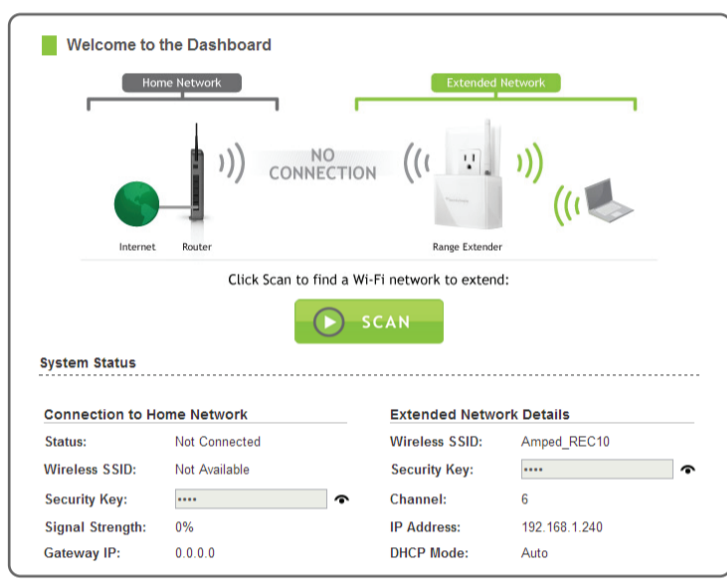 Welcome to the Dashboard
Home Network
Extended Network
NO
CONNECTION
Internet
Router
Range Extender
Click Scan to find a Wi-Fi network to extend:
SCAN
System Status
Connection to Home Network
Status: Not Connected
Wireless SSID: Not Available
Security Key: ••••
Signal Strength: 0%
Gateway IP: 0.0.0.0
Extended Network Details
Wireless SSID: Amped_REC10
Security Key: ••••
Channel: 6
IP Address: 192.168.1.240
DHCP Mode: Auto